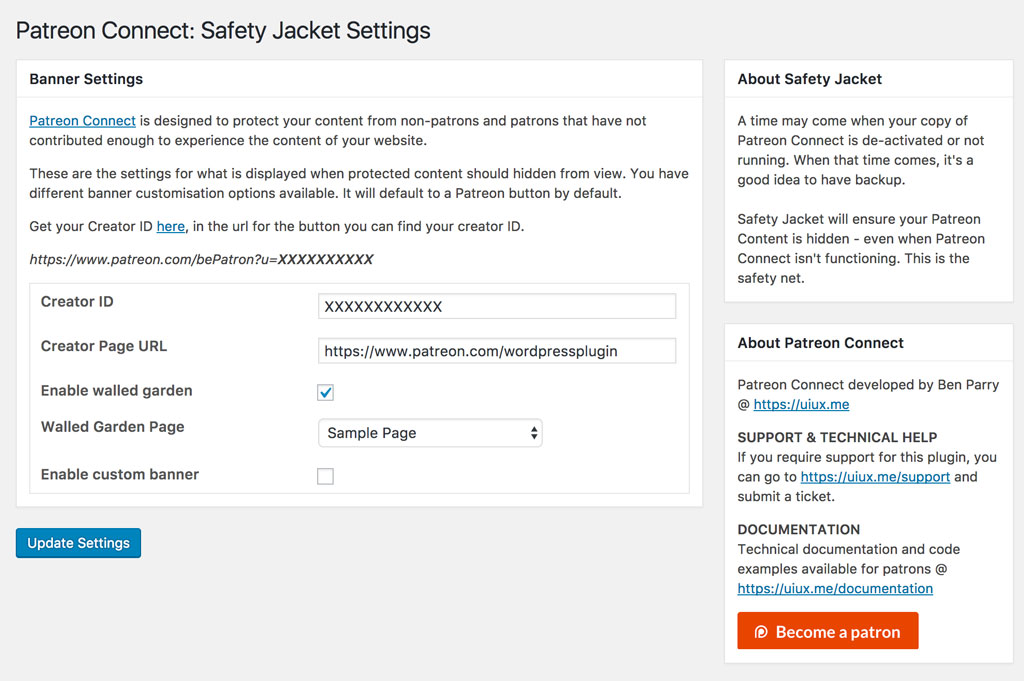 Patreon Connect: Safety Jacket Settings
Banner Settings
Patreon Connect is designed to protect your content from non-patrons and patrons that have not
contributed enough to experience the content of your website.
These are the settings for what is displayed when protected content should hidden from view. You have
different banner customisation options available. It will default to a Patreon button by default.
Get your Creator ID here, in the url for the button you can find your creator ID.
https://www.patreon.com/bePatron?u=XXXXXXXXXX
Creator ID
XXXXXXXXXXXX
Creator Page URL
https://www.patreon.com/wordpressplugin
Enable walled garden
Walled Garden Page
Sample Page
Enable custom banner
Update Settings
About Safety Jacket
A time may come when your copy of
Patreon Connect is de-activated or not
running. When that time comes, it's a
good idea to have backup.
Safety Jacket will ensure your Patreon
Content is hidden - even when Patreon
Connect isn't functioning. This is the
safety net.
About Patreon Connect
Patreon Connect developed by Ben Parry
@ https://uiux.me
SUPPORT & TECHNICAL HELP
If you require support for this plugin, you
can go to https://uiux.me/support and
submit a ticket.
DOCUMENTATION
Technical documentation and code
examples available for patrons @
https://uiux.me/documentation
Become a patron